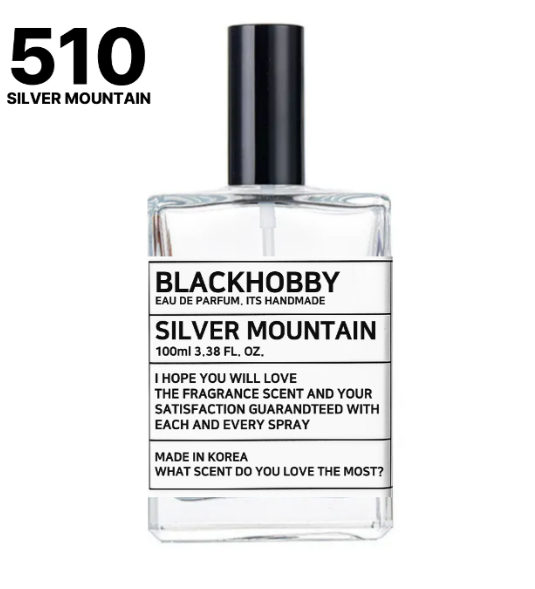 510
SILVER MOUNTAIN
BLACKHOBBY
EAU DE PARFUM, ITS HANDMADE
SILVER MOUNTAIN
100ml 3.38 FL. OZ.
I HOPE YOU WILL LOVE
THE FRAGRANCE SCENT AND YOUR
SATISFACTION GUARANDTEED WITH
EACH AND EVERY SPRAY
MADE IN KOREA
WHAT SCENT DO YOU LOVE THE MOST?